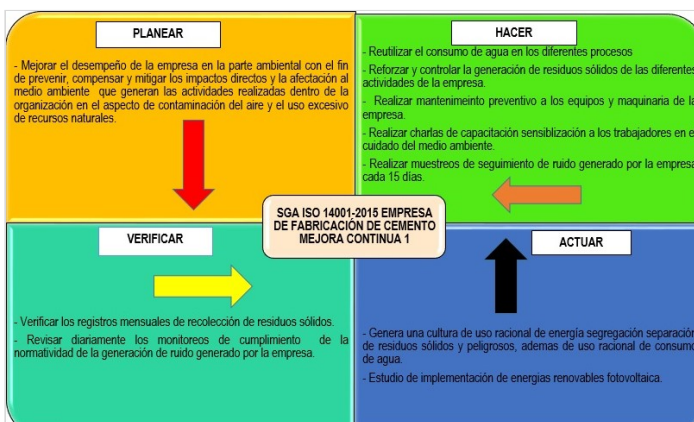 PLANEAR
- Mejorar el desempeño de la empresa en la parte ambiental con el fin
de prevenir, compensar y mitigar los impactos directos y la afectación al
medio ambiente que generan las actividades realizadas dentro de la
organización en el aspecto de contaminación del aire y el uso excesivo
de recursos naturales.
HACER
- Reutilizar el consumo de agua en los diferentes procesos
- Reforzar y controlar la generación de residuos sólidos de las diferentes
actividades de la empresa.
- Realizar mantenimeinto preventivo a los equipos y maquinaria de la
empresa.
- Realizar charlas de capacitación sensiblización a los trabajadores en el
cuidado del medio ambiente.
- Realizar muestreos de seguimiento de ruido generado por la empresa
cada 15 días.
SGA ISO 14001-2015 EMPRESA
DE FABRICACIÓN DE CEMENTO
MEJORA CONTINUA 1
VERIFICAR
- Verificar los registros mensuales de recolección de residuos sólidos.
- Revisar diariamente los monitoreos de cumplimiento de la
normatividad de la generación de ruido generado por la empresa.
ACTUAR
- Genera una cultura de uso racional de energía segregación separación
de residuos sólidos y peligrosos, ademas de uso racional de consumo
de agua.
- Estudio de implementación de energias renovables fotovoltaica.